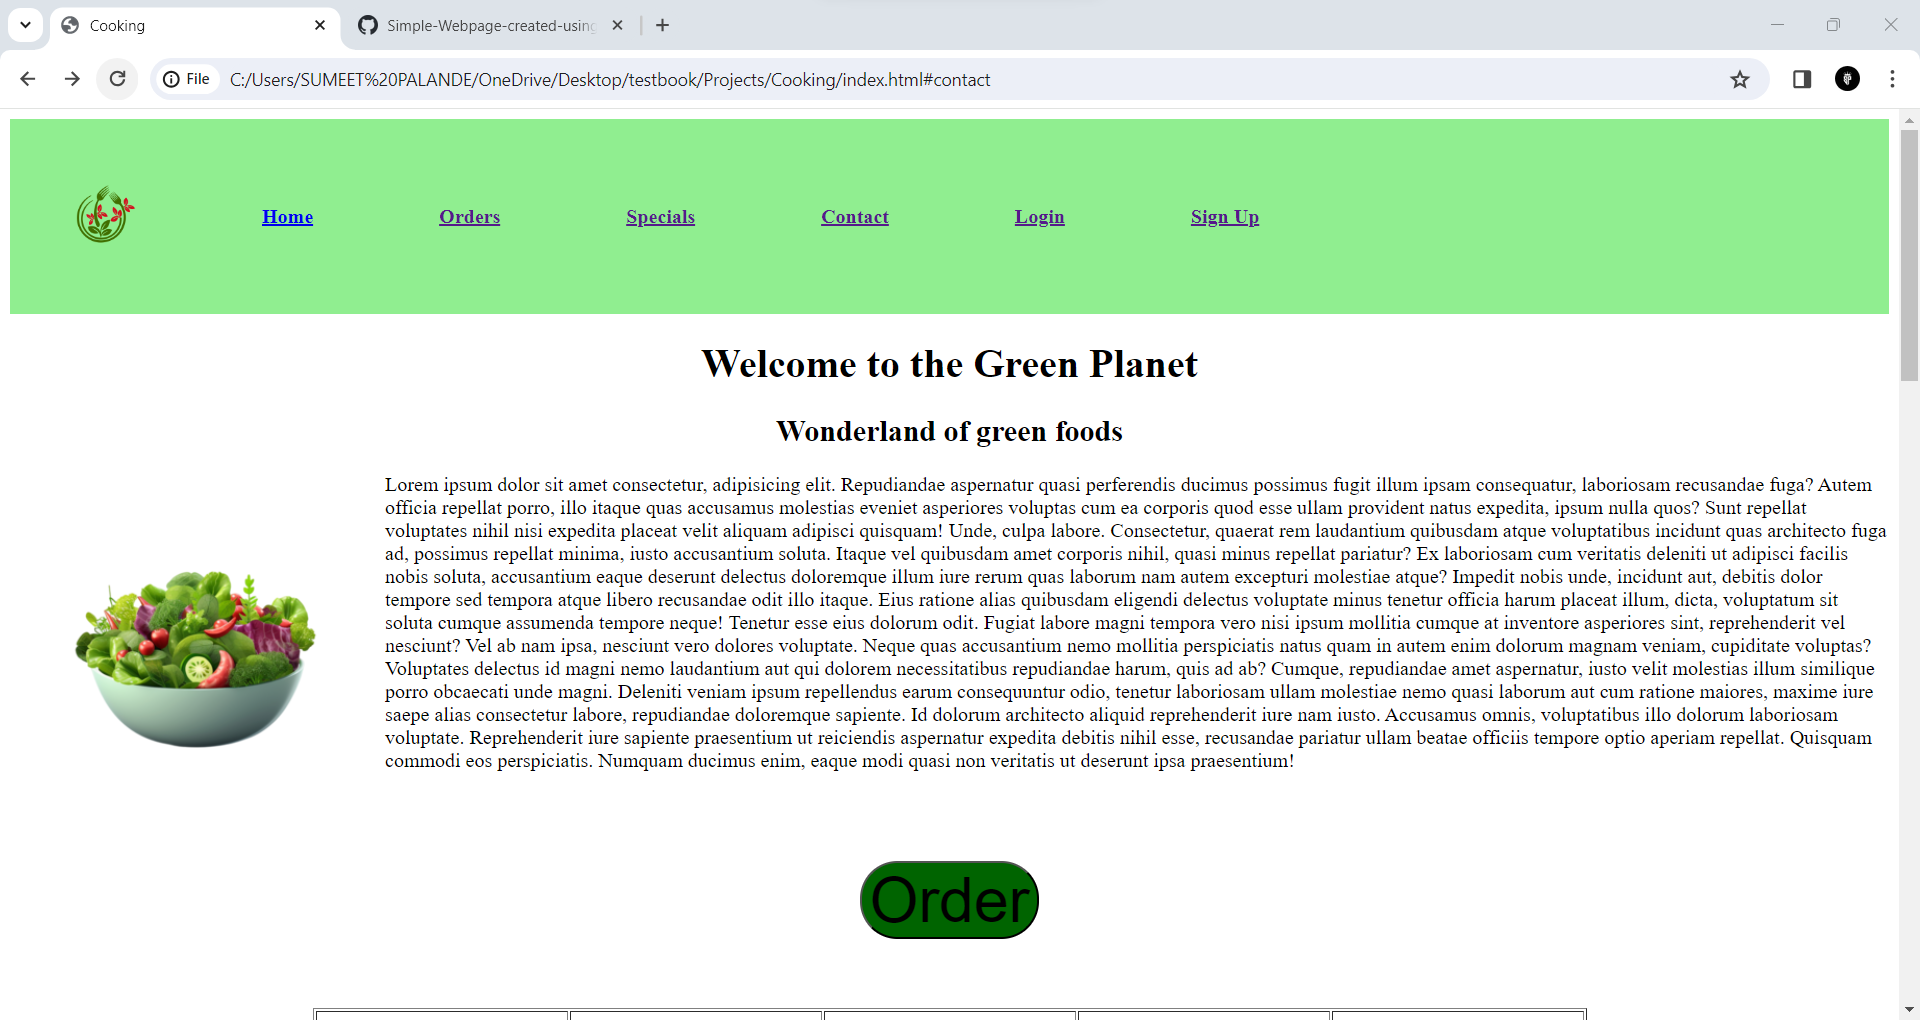 Cooking
Simple-Webpage-created-using
File
C:/Users/SUMEET%20PALANDE/OneDrive/Desktop/testbook/Projects/Cooking/index.html#contact
Home Orders Specials Contact Login Sign Up
Welcome to the Green Planet
Wonderland of green foods
Lorem ipsum dolor sit amet consectetur, adipisicing elit. Repudiandae aspernatur quasi perferendis ducimus possimus fugit illum ipsam consequatur, laboriosam recusandae fuga? Autem
officia repellat porro, illo itaque quas accusamus molestias eveniet asperiores voluptas cum ea corporis quod esse ullam provident natus expedita, ipsum nulla quos? Sunt repellat
voluptates nihil nisi expedita placeat velit aliquam adipisci quisquam! Unde, culpa labore. Consectetur, quaerat rem laudantium quibusdam atque voluptatibus incidunt quas architecto fuga
ad, possimus repellat minima, iusto accusantium soluta. Itaque vel quibusdam amet corporis nihil, quasi minus repellat pariatur? Ex laboriosam cum veritatis deleniti ut adipisci facilis
nobis soluta, accusantium eaque deserunt delectus doloremque illum iure rerum quas laborum nam autem excepturi molestiae atque? Impedit nobis unde, incidunt aut, debitis dolor
tempore sed tempora atque libero recusandae odit illo itaque. Eius ratione alias quibusdam eligendi delectus voluptate minus tenetur officia harum placeat illum, dicta, voluptatum sit
soluta cumque assumenda tempore neque! Tenetur esse eius dolorum odit. Fugiat labore magni tempora vero nisi ipsum mollitia cumque at inventore asperiores sint, reprehenderit vel
nesciunt? Vel ab nam ipsa, nesciunt vero dolores voluptate. Neque quas accusantium nemo mollitia perspiciatis natus quam in autem enim dolorum magnam veniam, cupiditate voluptas?
Voluptates delectus id magni nemo laudantium aut qui dolorem necessitatibus repudiandae harum, quis ad ab? Cumque, repudiandae amet aspernatur, iusto velit molestias illum similique
porro obcaecati unde magni. Deleniti veniam ipsum repellendus earum consequuntur odio, tenetur laboriosam ullam molestiae nemo quasi laborum aut cum ratione maiores, maxime iure
saepe alias consectetur labore, repudiandae doloremque sapiente. Id dolorum architecto aliquid reprehenderit iure nam iusto. Accusamus omnis, voluptatibus illo dolorum laboriosam
voluptate. Reprehenderit iure sapiente praesentium ut reiciendis aspernatur expedita debitis nihil esse, recusandae pariatur ullam beatae officiis tempore optio aperiam repellat. Quisquam
commodi eos perspiciatis. Numquam ducimus enim, eaque modi quasi non veritatis ut deserunt ipsa praesentium!
Order